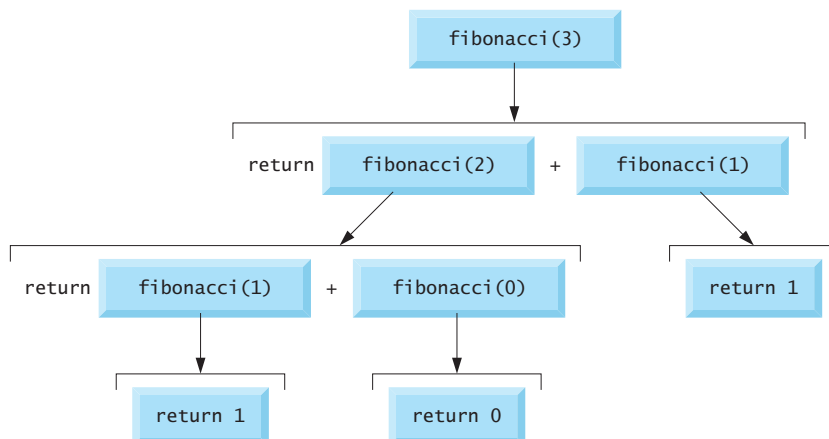 fibonacci(3)
return fibonacci(2) + fibonacci(1)
return fibonacci(1) + fibonacci(0) return 1
return 1 return 0